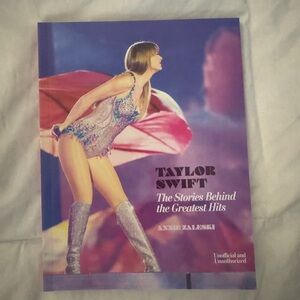 TAYLOR
SWIFT
The Stories Behind
the Greatest Hits
ANNIE ZALESKI
Unofficial and
Unauthorized